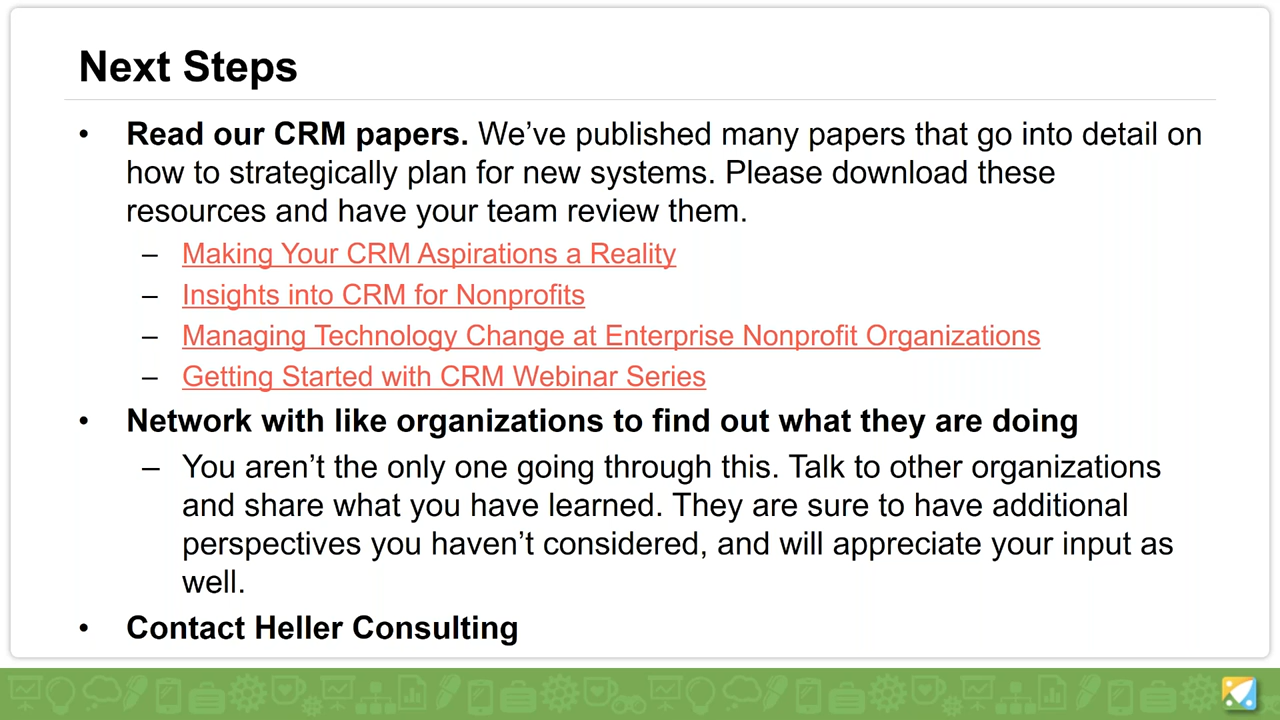 Next Steps
• Read our CRM papers. We’ve published many papers that go into detail on
how to strategically plan for new systems. Please download these
resources and have your team review them.
– Making Your CRM Aspirations a Reality
– Insights into CRM for Nonprofits
– Managing Technology Change at Enterprise Nonprofit Organizations
– Getting Started with CRM Webinar Series
• Network with like organizations to find out what they are doing
– You aren’t the only one going through this. Talk to other organizations
and share what you have learned. They are sure to have additional
perspectives you haven’t considered, and will appreciate your input as
well.
• Contact Heller Consulting